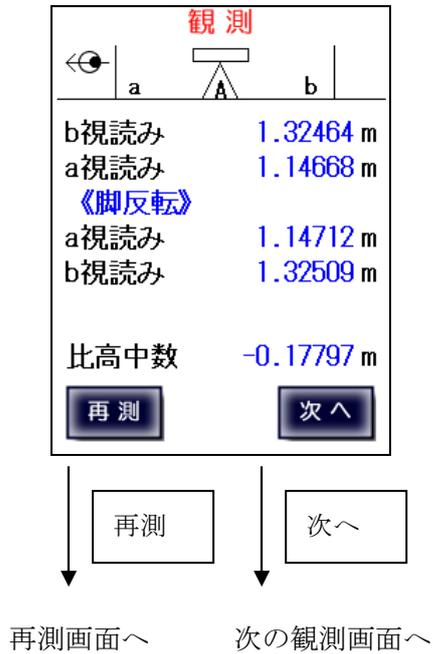 観測
a A b
b視読み 1.32464 m
a視読み 1.14668 m
《脚反転》
a視読み 1.14712 m
b視読み 1.32509 m
比高中数 -0.17797 m
再測 次へ
再測 次へ
再測画面へ 次の観測画面へ